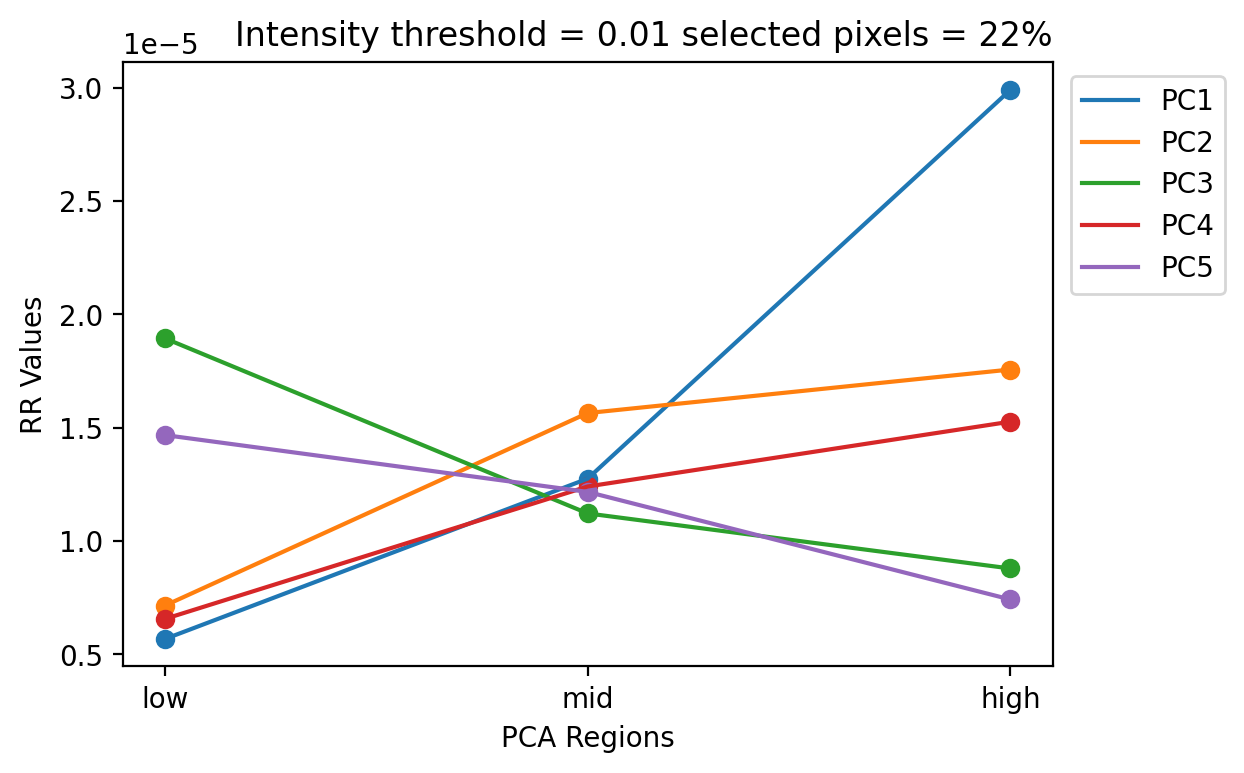 Intensity threshold = 0.01 selected pixels = 22%
1e−5
3.0
2.5
2.0
1.5
1.0
0.5
RR Values
low
mid
high
PCA Regions
PC1
PC2
PC3
PC4
PC5